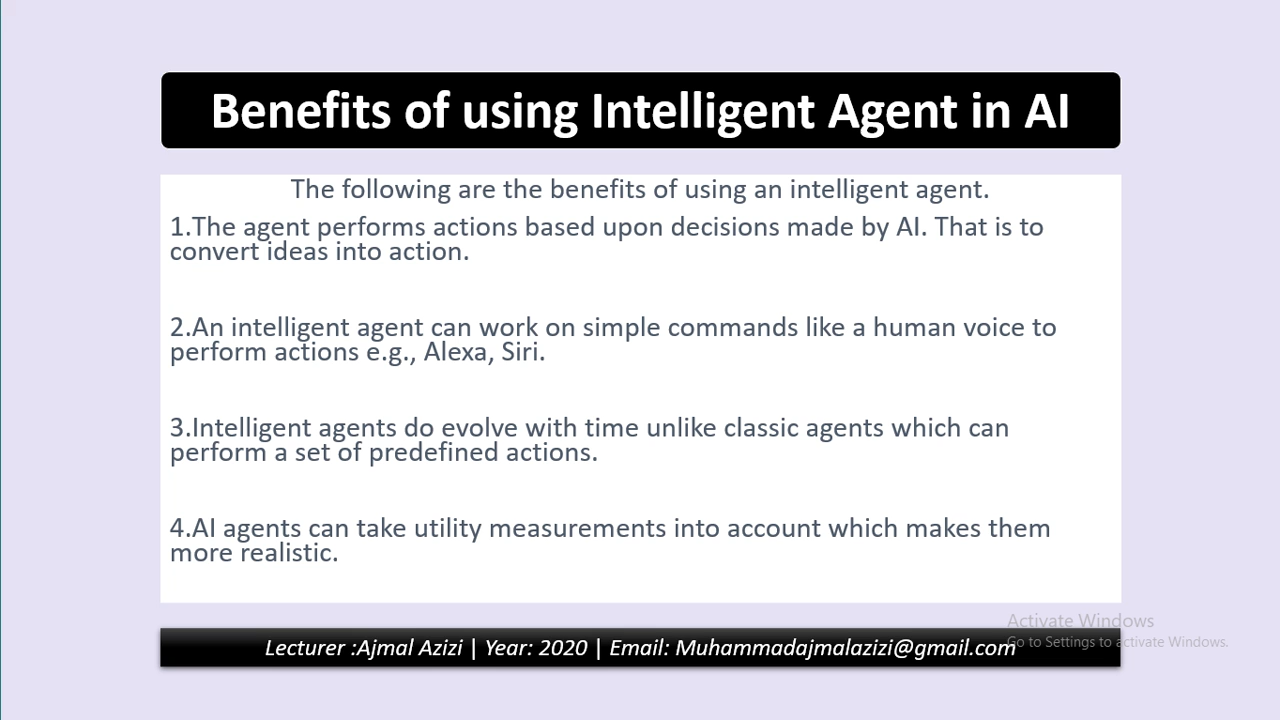 Benefits of using Intelligent Agent in AI
The following are the benefits of using an intelligent agent.
1.The agent performs actions based upon decisions made by AI. That is to
convert ideas into action.
2.An intelligent agent can work on simple commands like a human voice to
perform actions e.g., Alexa, Siri.
3.Intelligent agents do evolve with time unlike classic agents which can
perform a set of predefined actions.
4.AI agents can take utility measurements into account which makes them
more realistic.
Activate Windows
Go to Settings to activate Windows.
Lecturer :Ajmal Azizi | Year: 2020 | Email: Muhammadajmalazizi@gmail.com